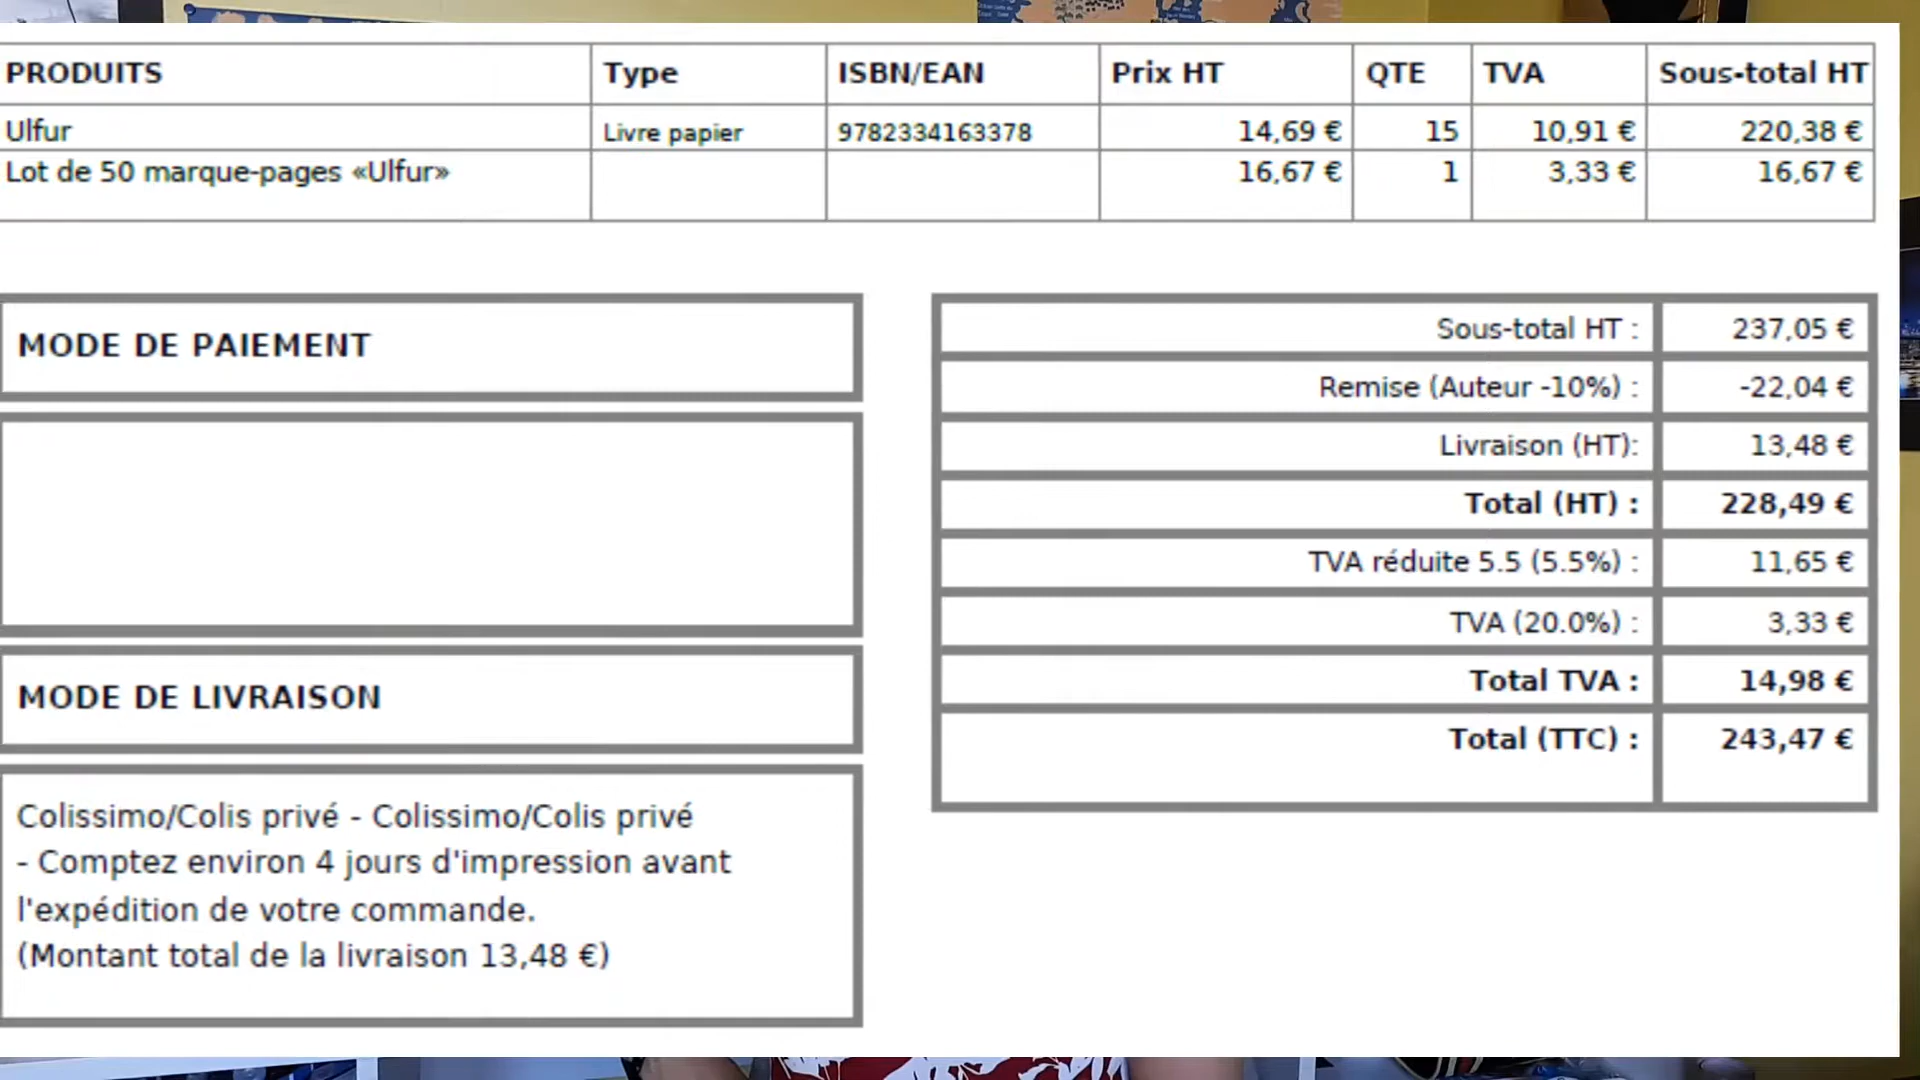 PRODUITS Type ISBN/EAN Prix HT QTE TVA Sous-total HT
Ulfur Livre papier 9782334163378 14,69 € 15 10,91 € 220,38 €
Lot de 50 marque-pages «Ulfur» 16,67 € 1 3,33 € 16,67 €
MODE DE PAIEMENT
MODE DE LIVRAISON
Colissimo/Colis privé - Colissimo/Colis privé
- Comptez environ 4 jours d'impression avant
l'expédition de votre commande.
(Montant total de la livraison 13,48 €)
Sous-total HT : 237,05 €
Remise (Auteur -10%) : -22,04 €
Livraison (HT): 13,48 €
Total (HT) : 228,49 €
TVA réduite 5.5 (5.5%) : 11,65 €
TVA (20.0%) : 3,33 €
Total TVA : 14,98 €
Total (TTC) : 243,47 €